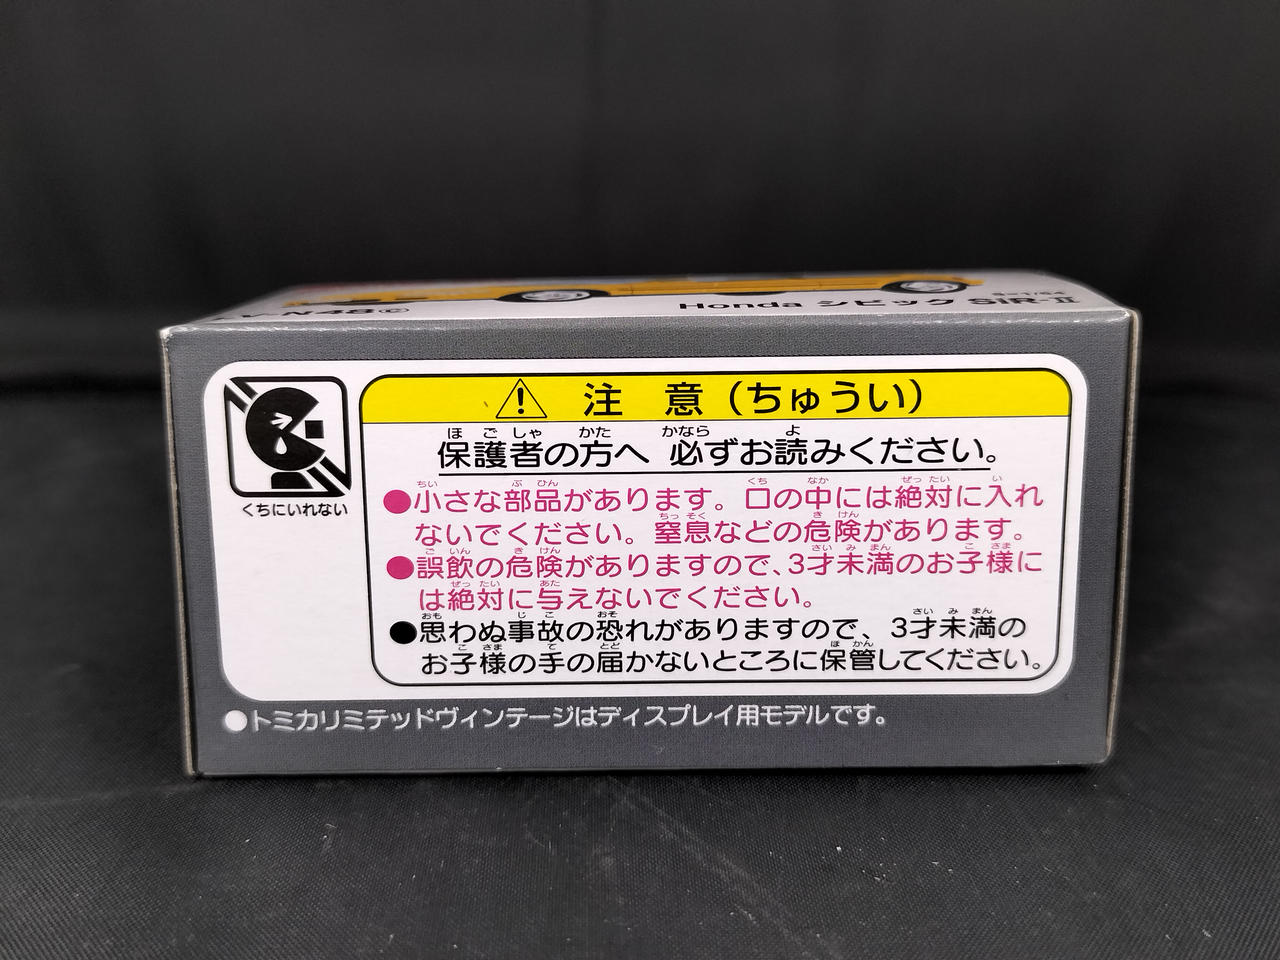 V-N48ⓒ
Honda シビック SiR-Ⅱ
S=1/64
くちにいれない
注 意（ちゅうい）
保護者の方へ 必ずお読みください。
●小さな部品があります。口の中には絶対に入れ
ないでください。窒息などの危険があります。
●誤飲の危険がありますので、3才未満のお子様に
は絶対に与えないでください。
●思わぬ事故の恐れがありますので、3才未満の
お子様の手の届かないところに保管してください。
●トミカリミテッドヴィンテージはディスプレイ用モデルです。